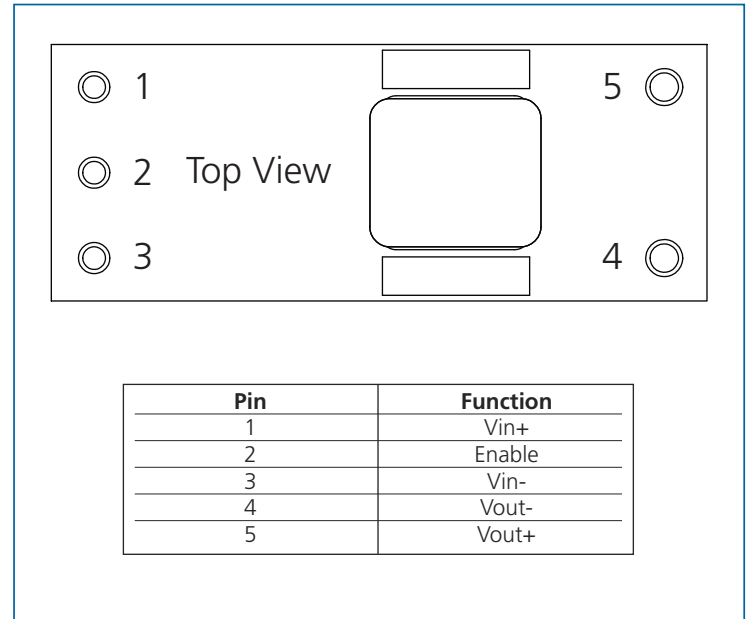 1 5
2 Top View
3 4
Pin Function
1 Vin+
2 Enable
3 Vin-
4 Vout-
5 Vout+